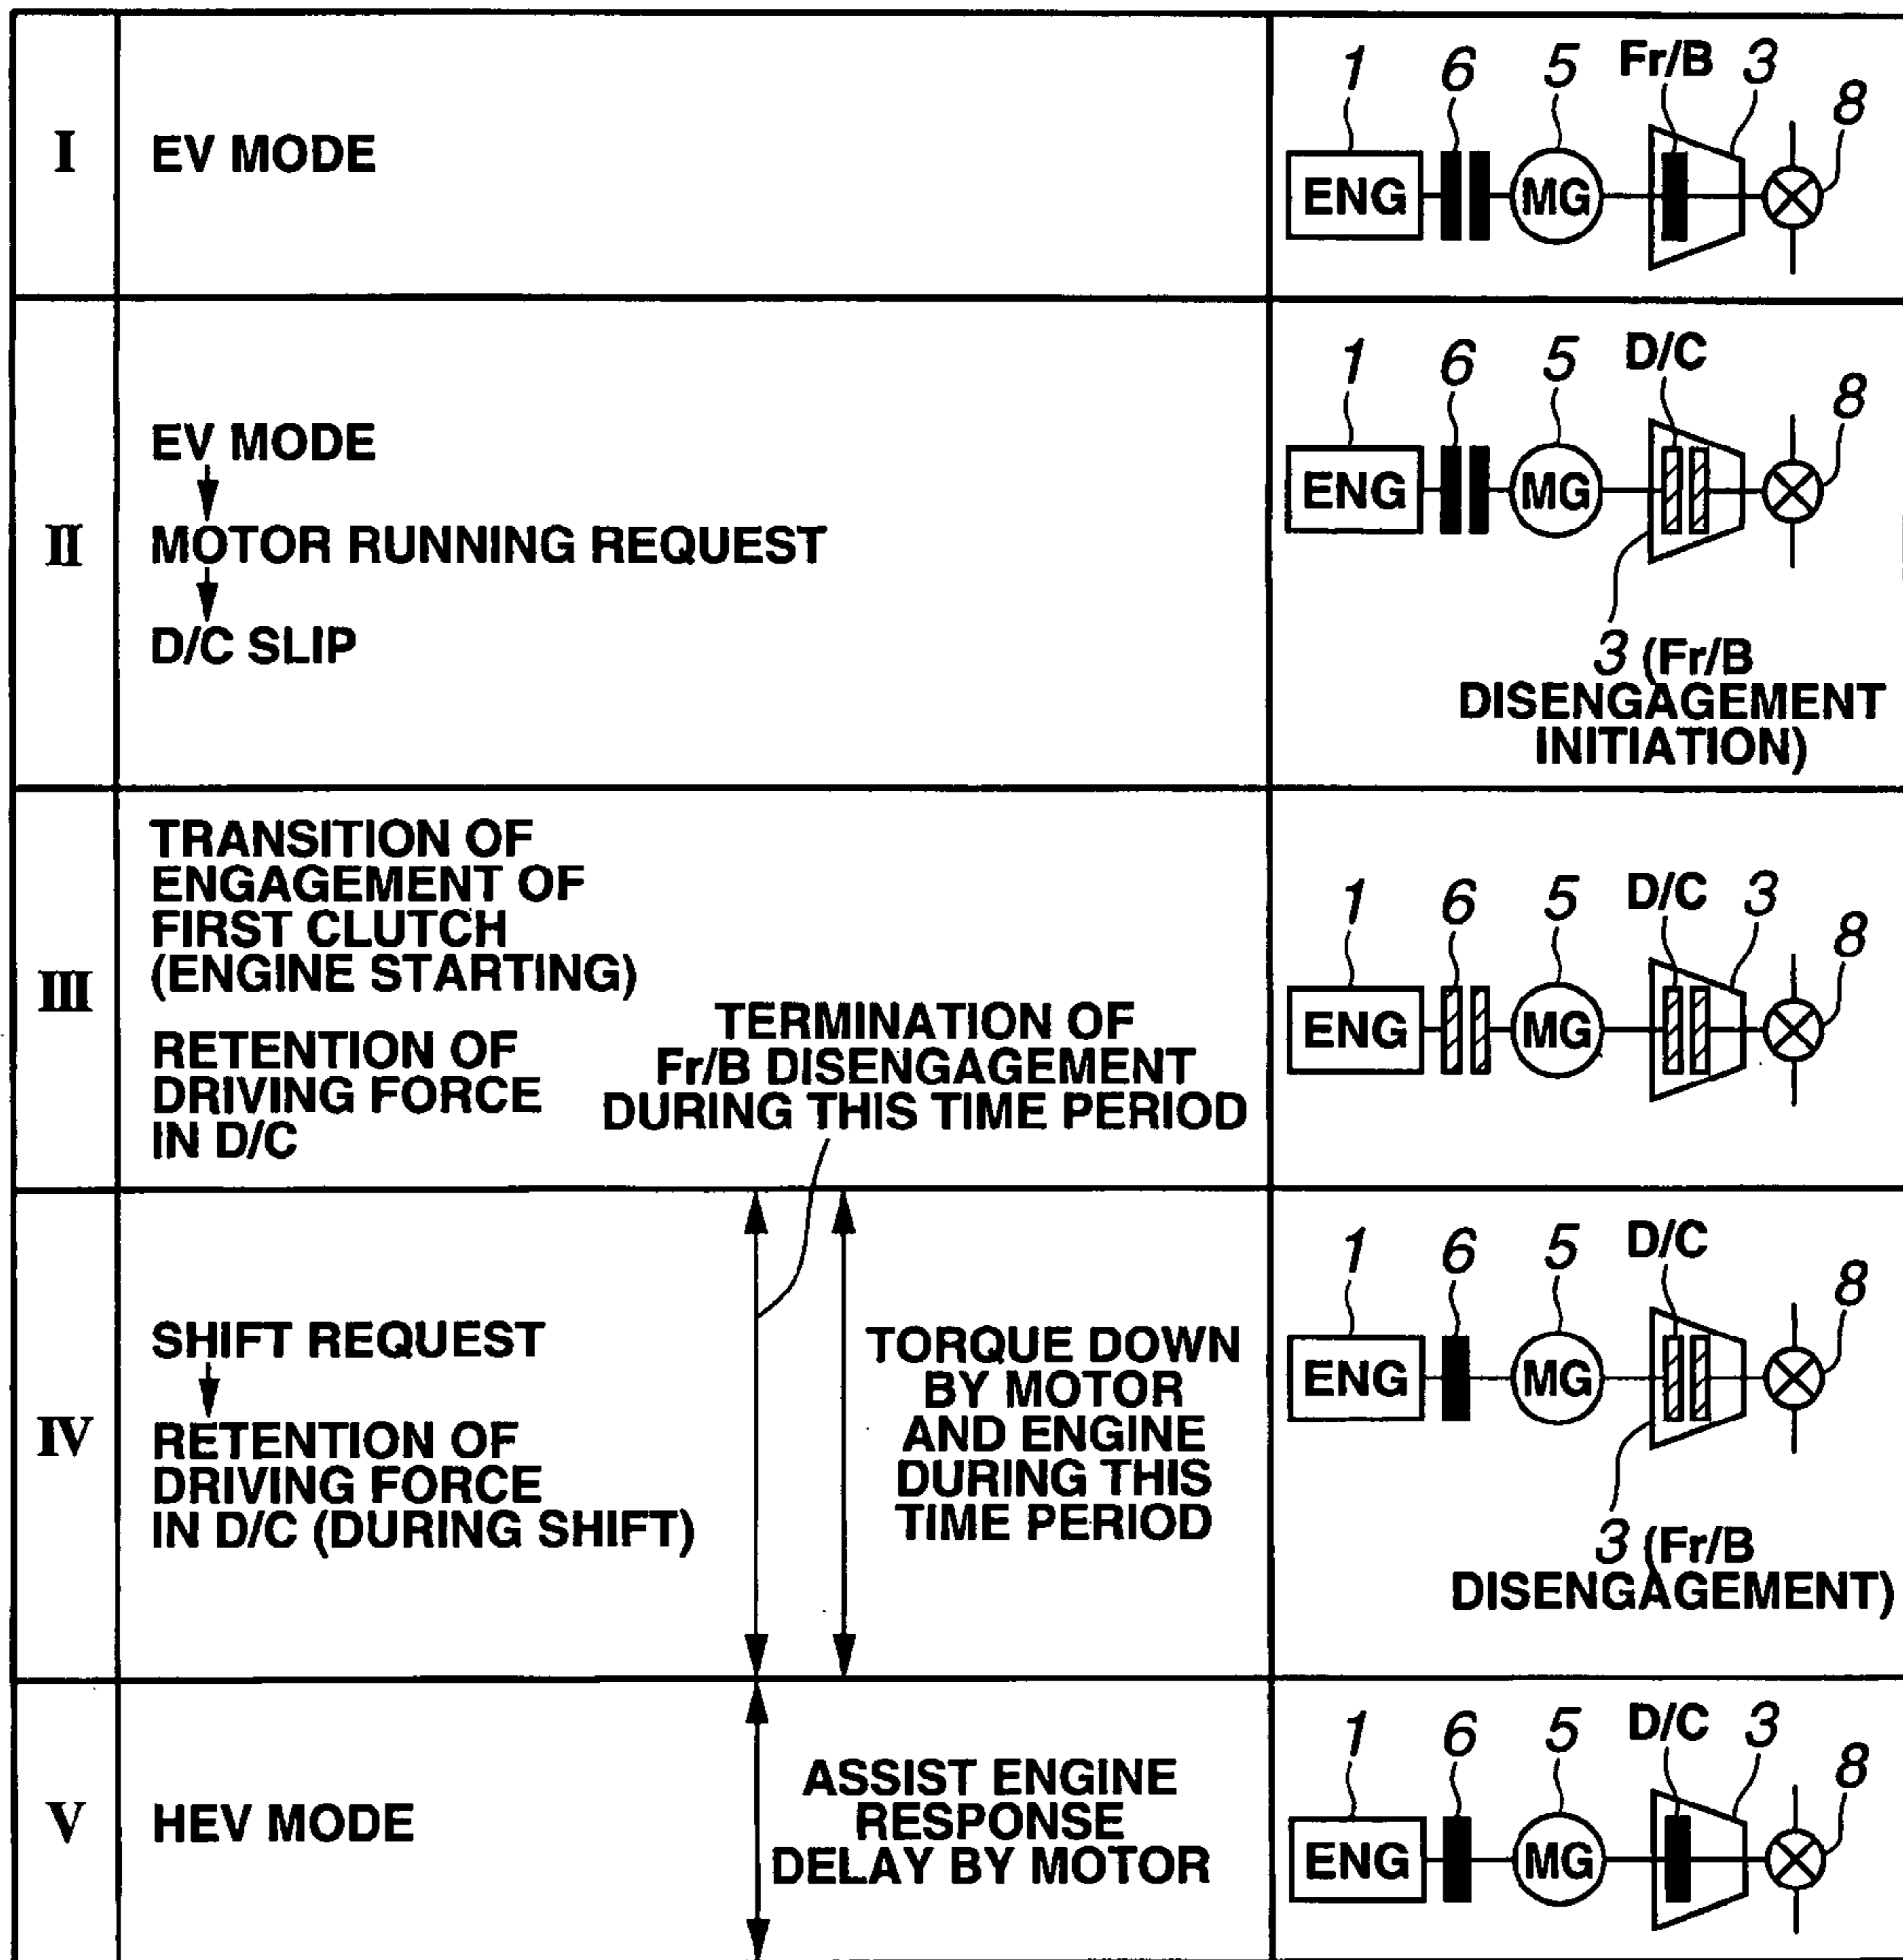 I
EV MODE
1 6 5 Fr/B 3
8
ENG MG
II
EV MODE
MOTOR RUNNING REQUEST
D/C SLIP
1 6 5 D/C
8
ENG MG
3 (Fr/B
DISENGAGEMENT
INITIATION)
III
TRANSITION OF
ENGAGEMENT OF
FIRST CLUTCH
(ENGINE STARTING)
RETENTION OF
DRIVING FORCE
IN D/C
TERMINATION OF
Fr/B DISENGAGEMENT
DURING THIS TIME PERIOD
1 6 5 D/C 3
8
ENG MG
IV
SHIFT REQUEST
RETENTION OF
DRIVING FORCE
IN D/C (DURING SHIFT)
TORQUE DOWN
BY MOTOR
AND ENGINE
DURING THIS
TIME PERIOD
1 6 5 D/C
8
ENG MG
3 (Fr/B
DISENGAGEMENT)
V
HEV MODE
ASSIST ENGINE
RESPONSE
DELAY BY MOTOR
1 6 5 D/C 3
8
ENG MG